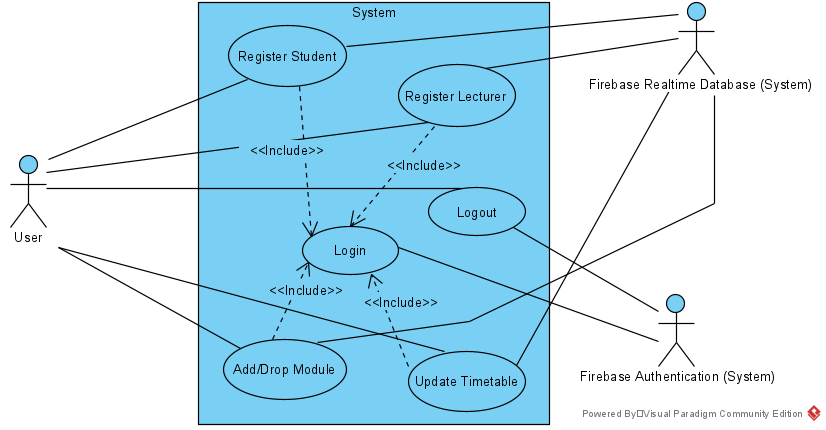 System
Register Student
Firebase Realtime Database (System)
Register Lecturer
<<Include>>
<<Include>>
User
Logout
Login
<<Include>>
<<Include>>
Add/Drop Module
Update Timetable
Firebase Authentication (System)
Powered By□Visual Paradigm Community Edition